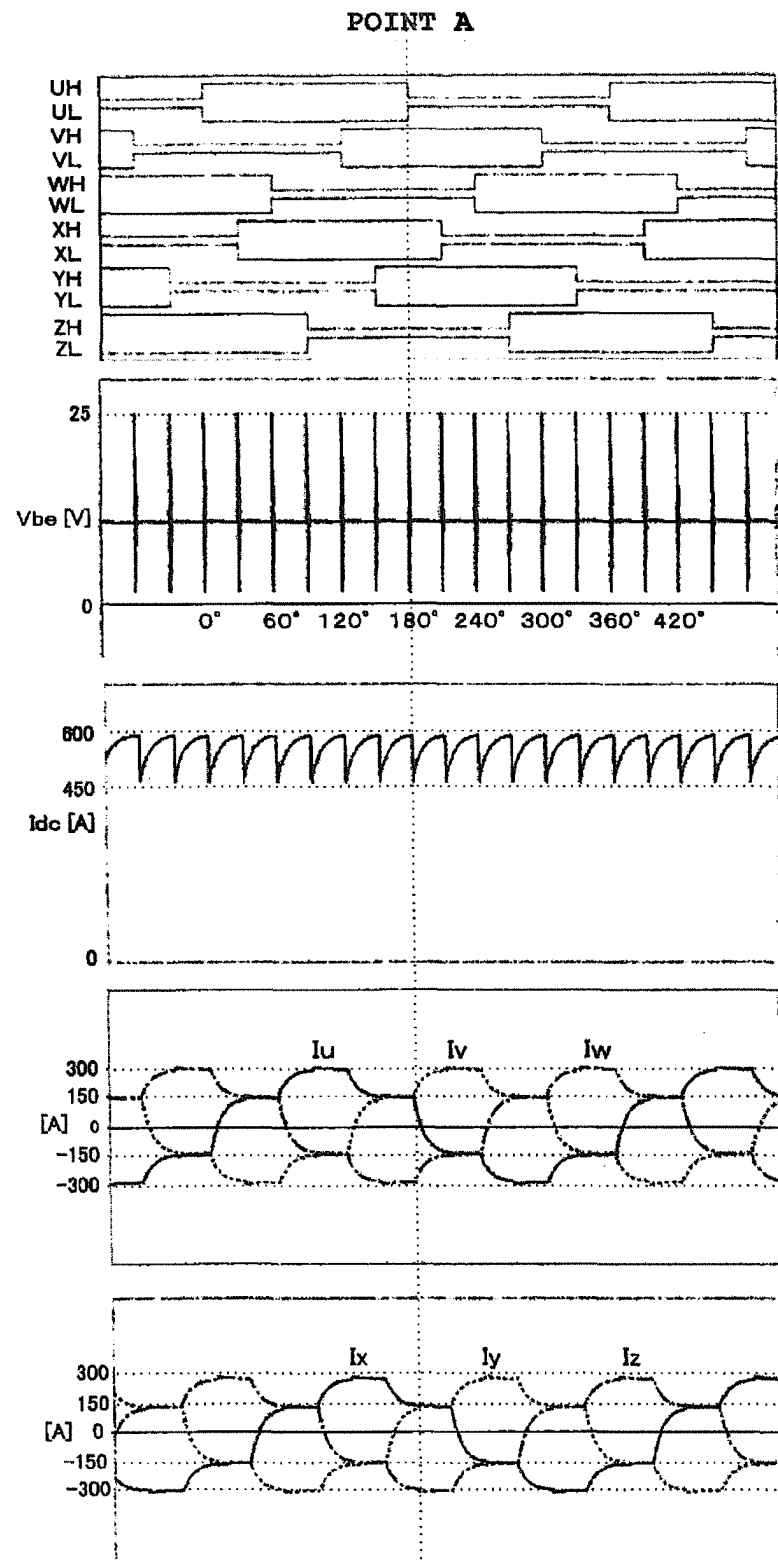 POINT A
UH
UL
VH
VL
WH
WL
XH
XL
YH
YL
ZH
ZL
25
Vbe [V]
0
0° 60° 120° 180° 240° 300° 360° 420°
600
450
Idc [A]
0
Iu Iv Iw
300
150
[A] 0
-150
-300
Ix Iy Iz
300
150
[A] 0
-150
-300